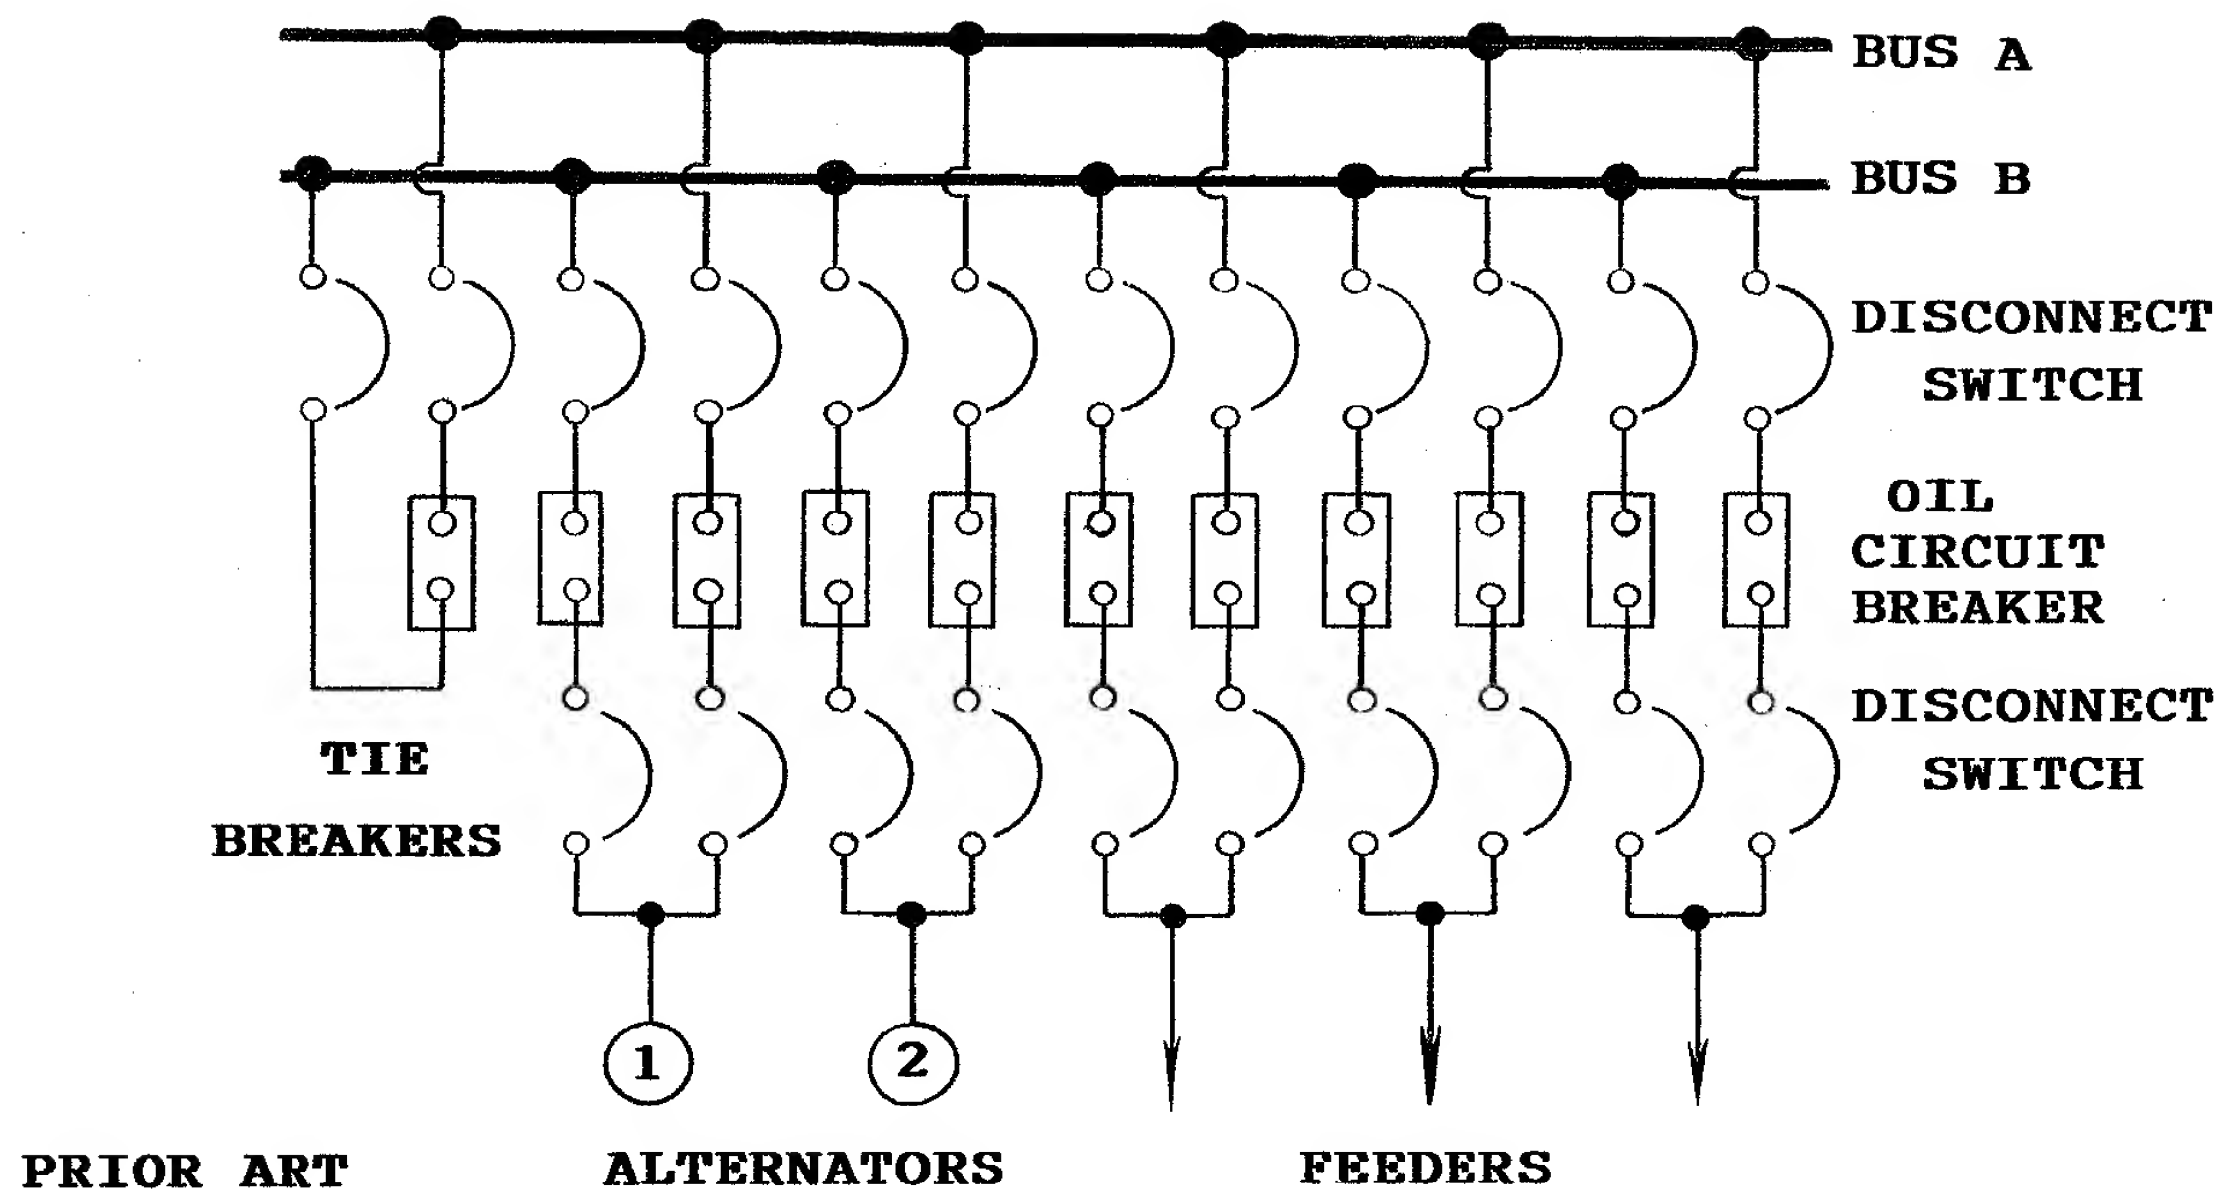 BUS A
BUS B
DISCONNECT
SWITCH
OIL
CIRCUIT
BREAKER
DISCONNECT
SWITCH
TIE
BREAKERS
1
2
PRIOR ART
ALTERNATORS
FEEDERS